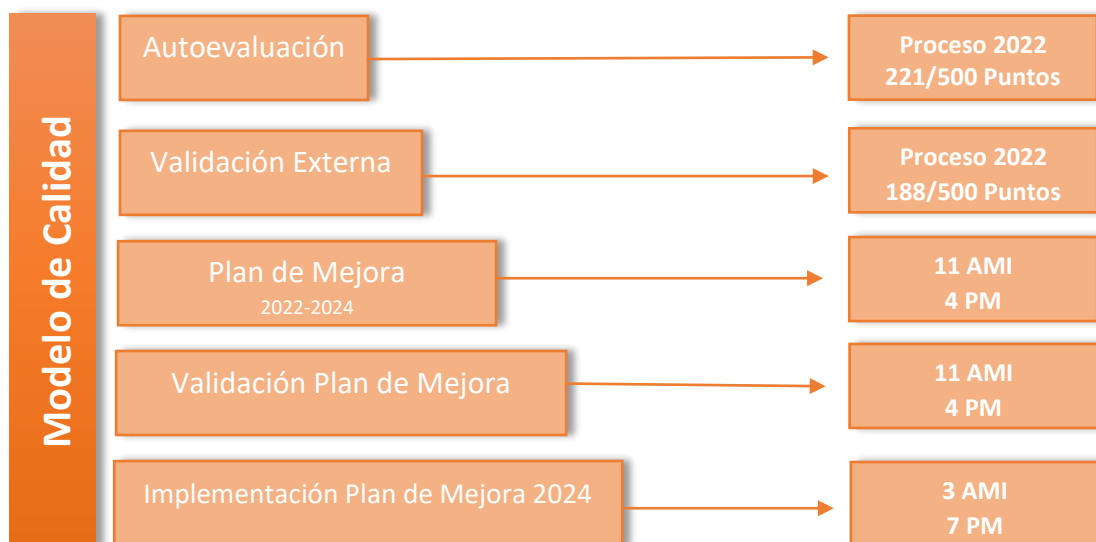 Modelo de Calidad
Autoevaluación
Proceso 2022
221/500 Puntos
Validación Externa
Proceso 2022
188/500 Puntos
Plan de Mejora
2022-2024
11 AMI
4 PM
Validación Plan de Mejora
11 AMI
4 PM
Implementación Plan de Mejora 2024
3 AMI
7 PM